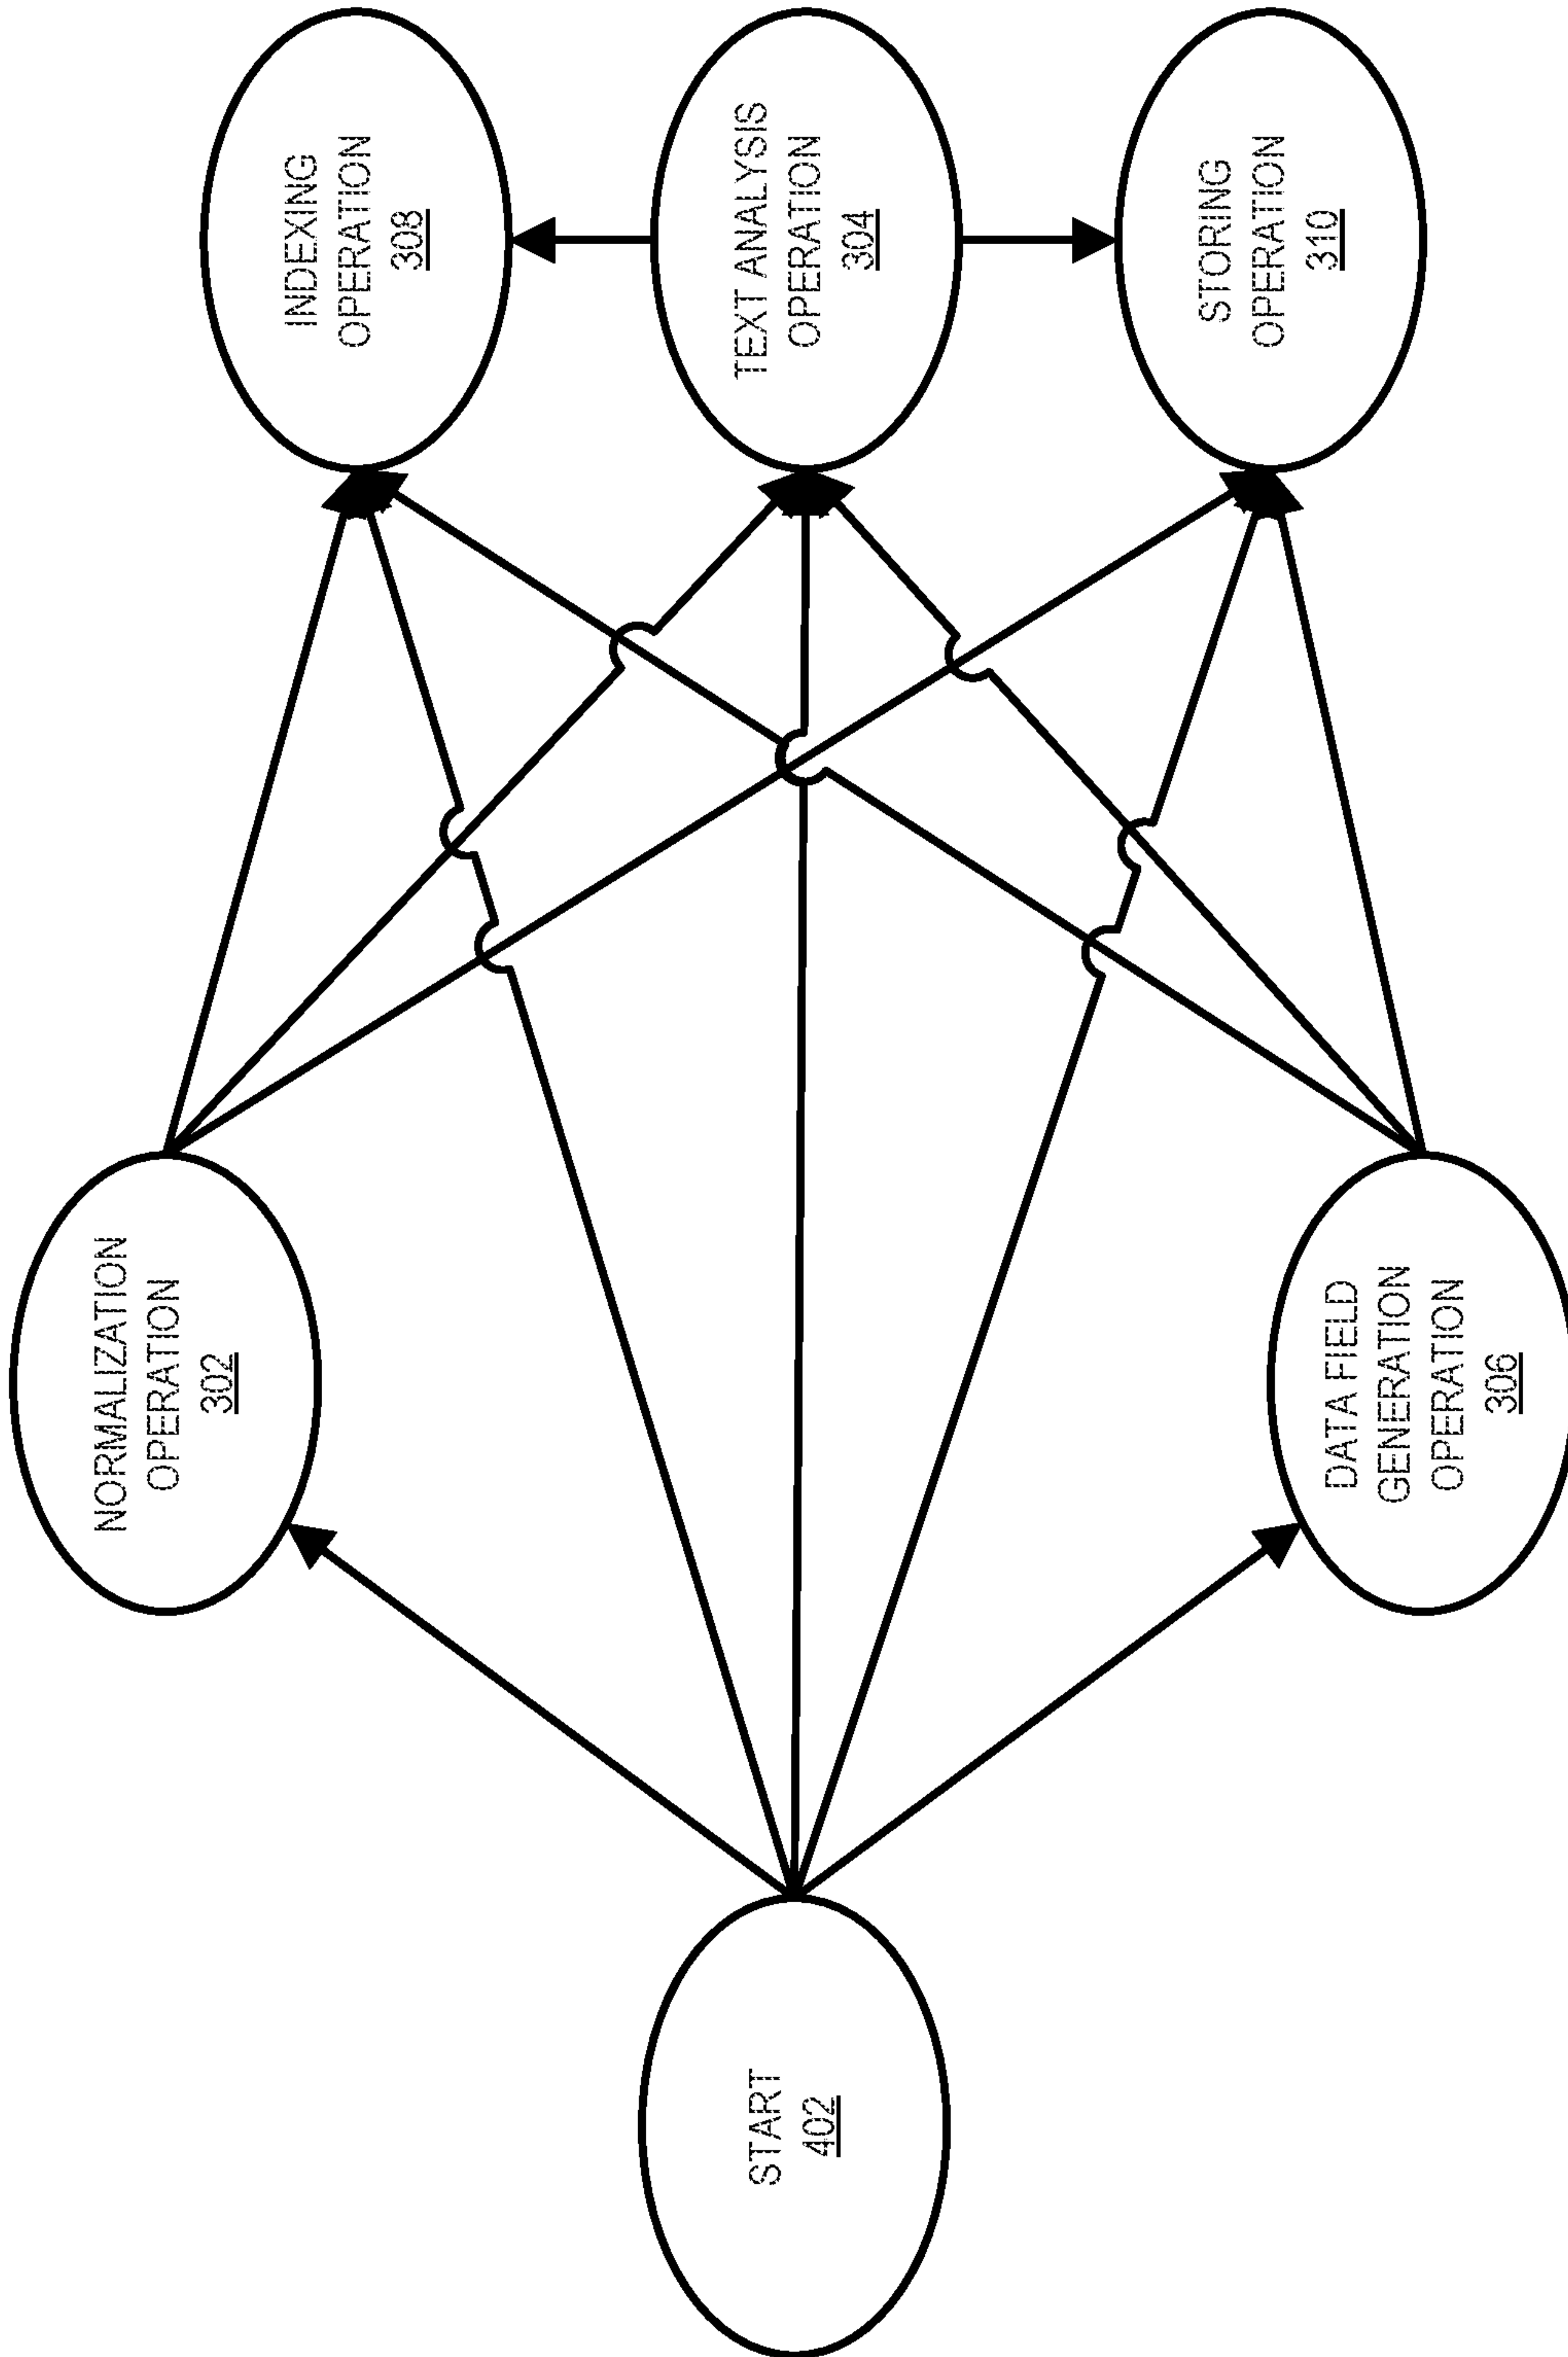 NORMALIZATION
OPERATION
302
INDEXING
OPERATION
308
START
402
TEXT ANALYSIS
OPERATION
304
DATA FIELD
GENERATION
OPERATION
306
STORING
OPERATION
310